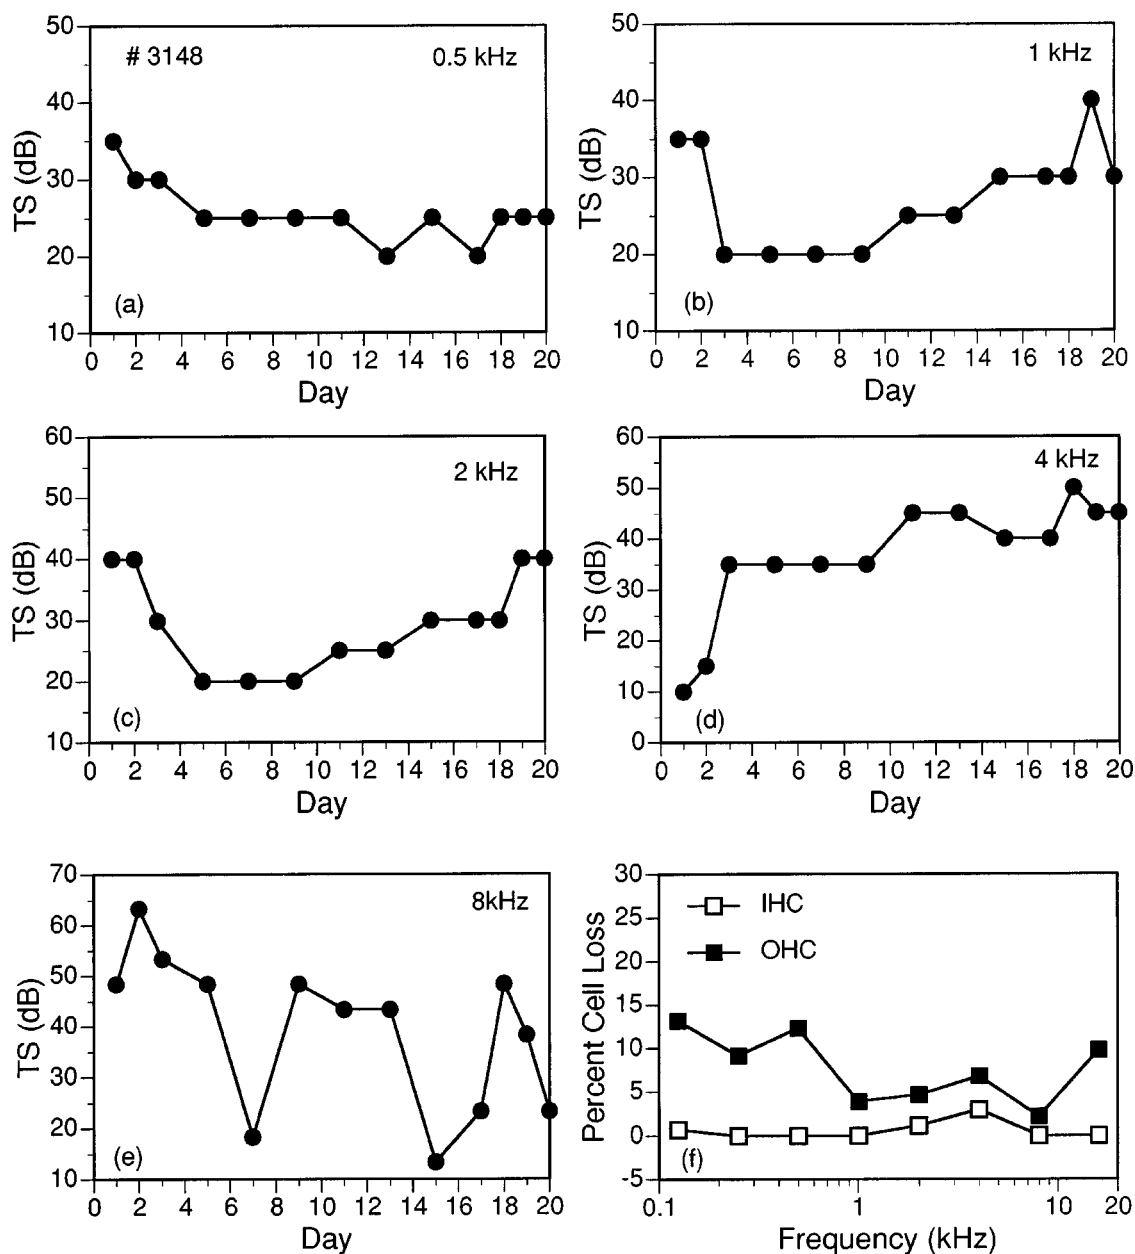 # 3148
0.5 kHz
TS (dB)
50
40
30
20
10
(a)
0 2 4 6 8 10 12 14 16 18 20
Day
1 kHz
TS (dB)
50
40
30
20
10
(b)
0 2 4 6 8 10 12 14 16 18 20
Day
2 kHz
TS (dB)
60
50
40
30
20
10
(c)
0 2 4 6 8 10 12 14 16 18 20
Day
4 kHz
TS (dB)
60
50
40
30
20
10
0
(d)
0 2 4 6 8 10 12 14 16 18 20
Day
8kHz
TS (dB)
70
60
50
40
30
20
10
(e)
0 2 4 6 8 10 12 14 16 18 20
Day
IHC
OHC
Percent Cell Loss
30
25
20
15
10
5
0
-5
(f)
0.1 1 10 20
Frequency (kHz)